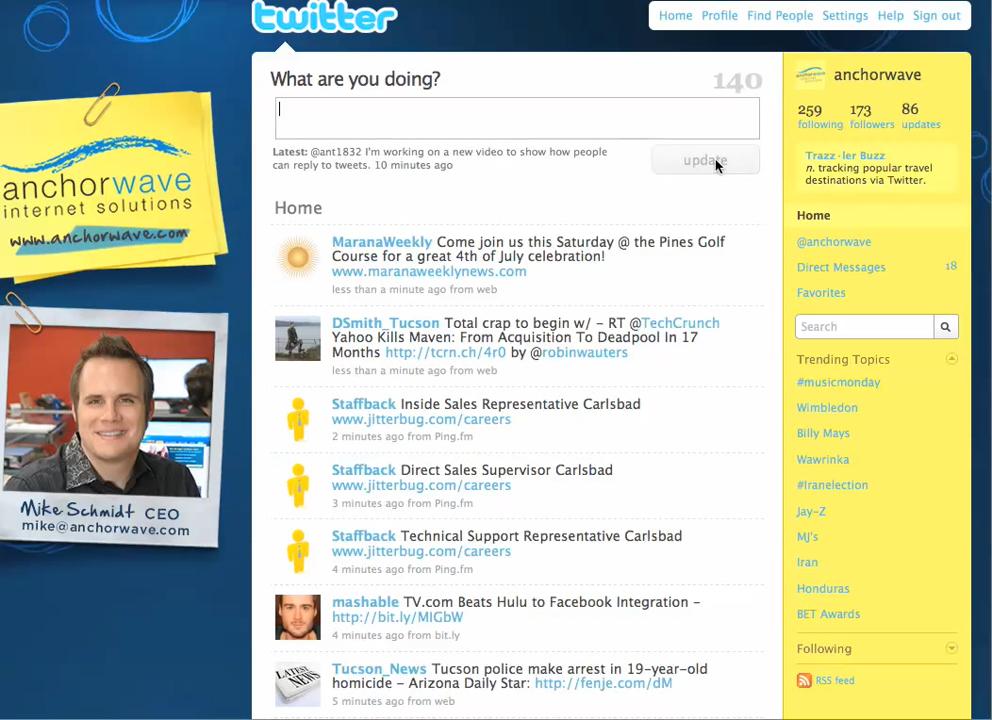 twitter
Home Profile Find People Settings Help Sign out
What are you doing?
140
Latest: @ant1832 I'm working on a new video to show how people
can reply to tweets. 10 minutes ago
update
Home
MaranaWeekly Come join us this Saturday @ the Pines Golf
Course for a great 4th of July celebration!
www.maranaweeklynews.com
less than a minute ago from web
DSmith_Tucson Total crap to begin w/ - RT @TechCrunch
Yahoo Kills Maven: From Acquisition To Deadpool In 17
Months http://tcrn.ch/4r0 by @robinwauters
less than a minute ago from web
Staffback Inside Sales Representative Carlsbad
www.jitterbug.com/careers
2 minutes ago from Ping.fm
Staffback Direct Sales Supervisor Carlsbad
www.jitterbug.com/careers
3 minutes ago from Ping.fm
Staffback Technical Support Representative Carlsbad
www.jitterbug.com/careers
4 minutes ago from Ping.fm
mashable TV.com Beats Hulu to Facebook Integration -
http://bit.ly/MIGbW
4 minutes ago from bit.ly
LATEST
NEWS
Tucson_News Tucson police make arrest in 19-year-old
homicide - Arizona Daily Star: http://fenje.com/dM
5 minutes ago from web
anchorwave
259 173 86
following followers updates
Trazz·ler Buzz
n. tracking popular travel
destinations via Twitter.
Home
@anchorwave
Direct Messages 18
Favorites
Search
Trending Topics
#musicmonday
Wimbledon
Billy Mays
Wawrinka
#Iranelection
Jay-Z
MJ's
Iran
Honduras
BET Awards
Following
RSS feed
anchorwave
internet solutions
www.anchorwave.com
Mike Schmidt CEO
mike@anchorwave.com